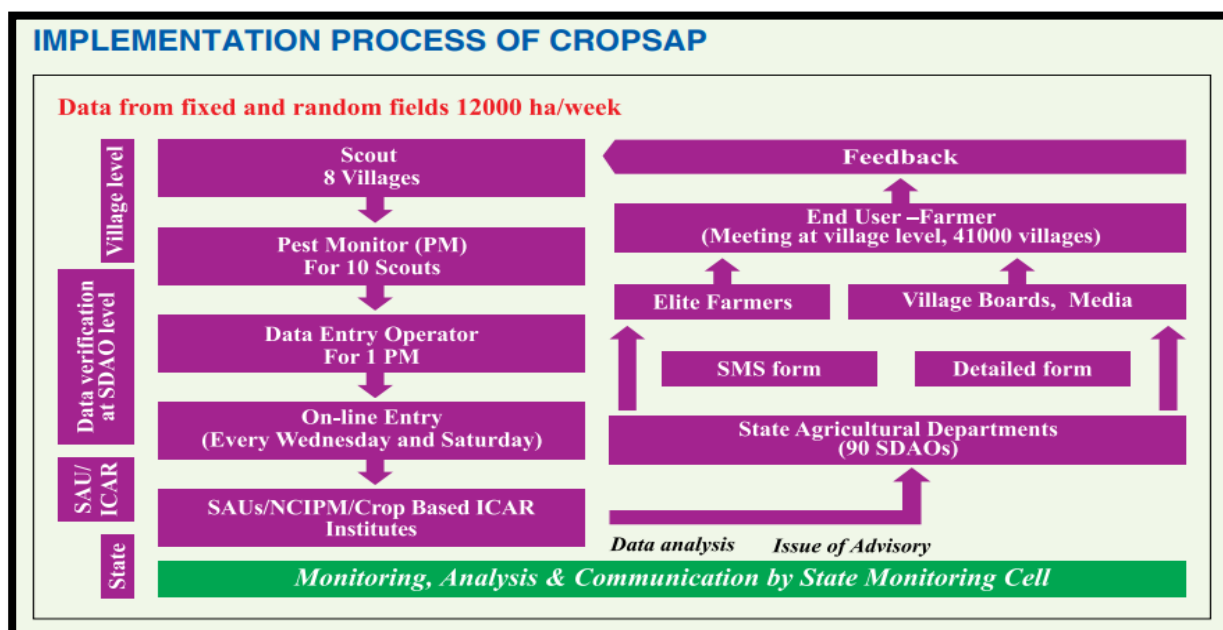 IMPLEMENTATION PROCESS OF CROPSAP
Data from fixed and random fields 12000 ha/week
Village level
Scout
8 Villages
Pest Monitor (PM)
For 10 Scouts
Data verification
at SDAO level
Data Entry Operator
For 1 PM
On-line Entry
(Every Wednesday and Saturday)
SAU/
ICAR
SAUs/NCIPM/Crop Based ICAR
Institutes
Feedback
End User –Farmer
(Meeting at village level, 41000 villages)
Elite Farmers
Village Boards, Media
SMS form
Detailed form
State Agricultural Departments
(90 SDAOs)
Data analysis
Issue of Advisory
State
Monitoring, Analysis & Communication by State Monitoring Cell